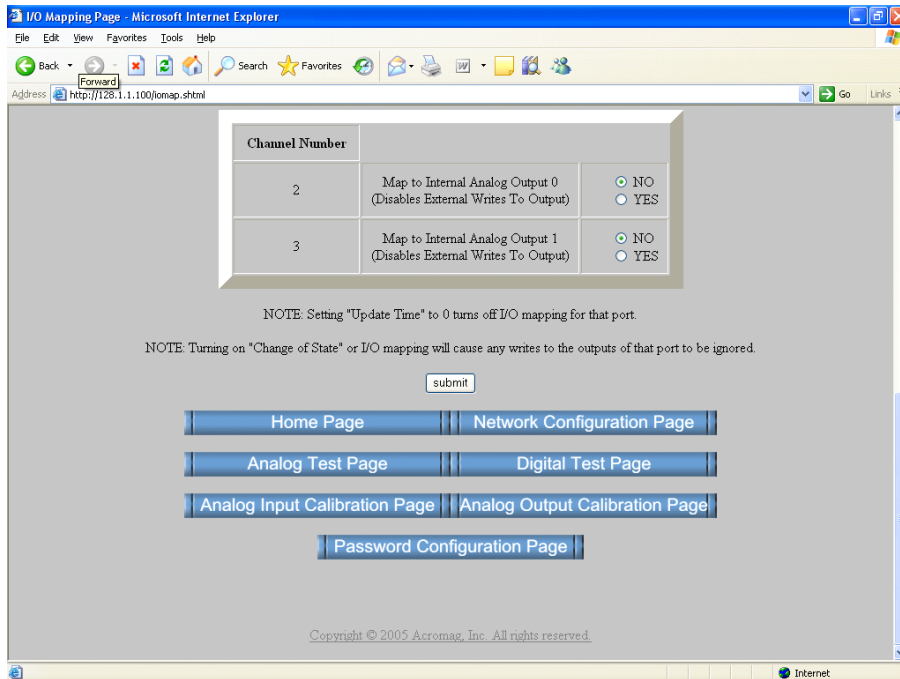 I/O Mapping Page - Microsoft Internet Explorer
File Edit View Favorites Tools Help
Back Search Favorites
Forward
Address http://128.1.1.100/iomap.shtml Go Links
Channel Number
2 Map to Internal Analog Output 0 NO
(Disables External Writes To Output) YES
3 Map to Internal Analog Output 1 NO
(Disables External Writes To Output) YES
NOTE: Setting "Update Time" to 0 turns off I/O mapping for that port.
NOTE: Turning on "Change of State" or I/O mapping will cause any writes to the outputs of that port to be ignored.
submit
Home Page Network Configuration Page
Analog Test Page Digital Test Page
Analog Input Calibration Page Analog Output Calibration Page
Password Configuration Page
Copyright © 2005 Acromag, Inc. All rights reserved.
Internet